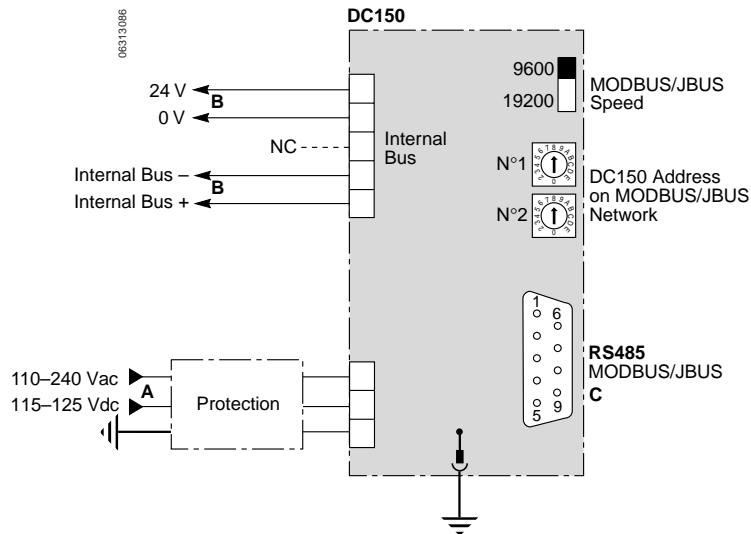 06313086
DC150
24 V
B
0 V
NC
Internal Bus –
B
Internal Bus +
Internal
Bus
9600
19200
MODBUS/JBUS
Speed
N°1
N°2
DC150 Address
on MODBUS/JBUS
Network
1
6
5
9
RS485
MODBUS/JBUS
C
110–240 Vac
A
115–125 Vdc
Protection